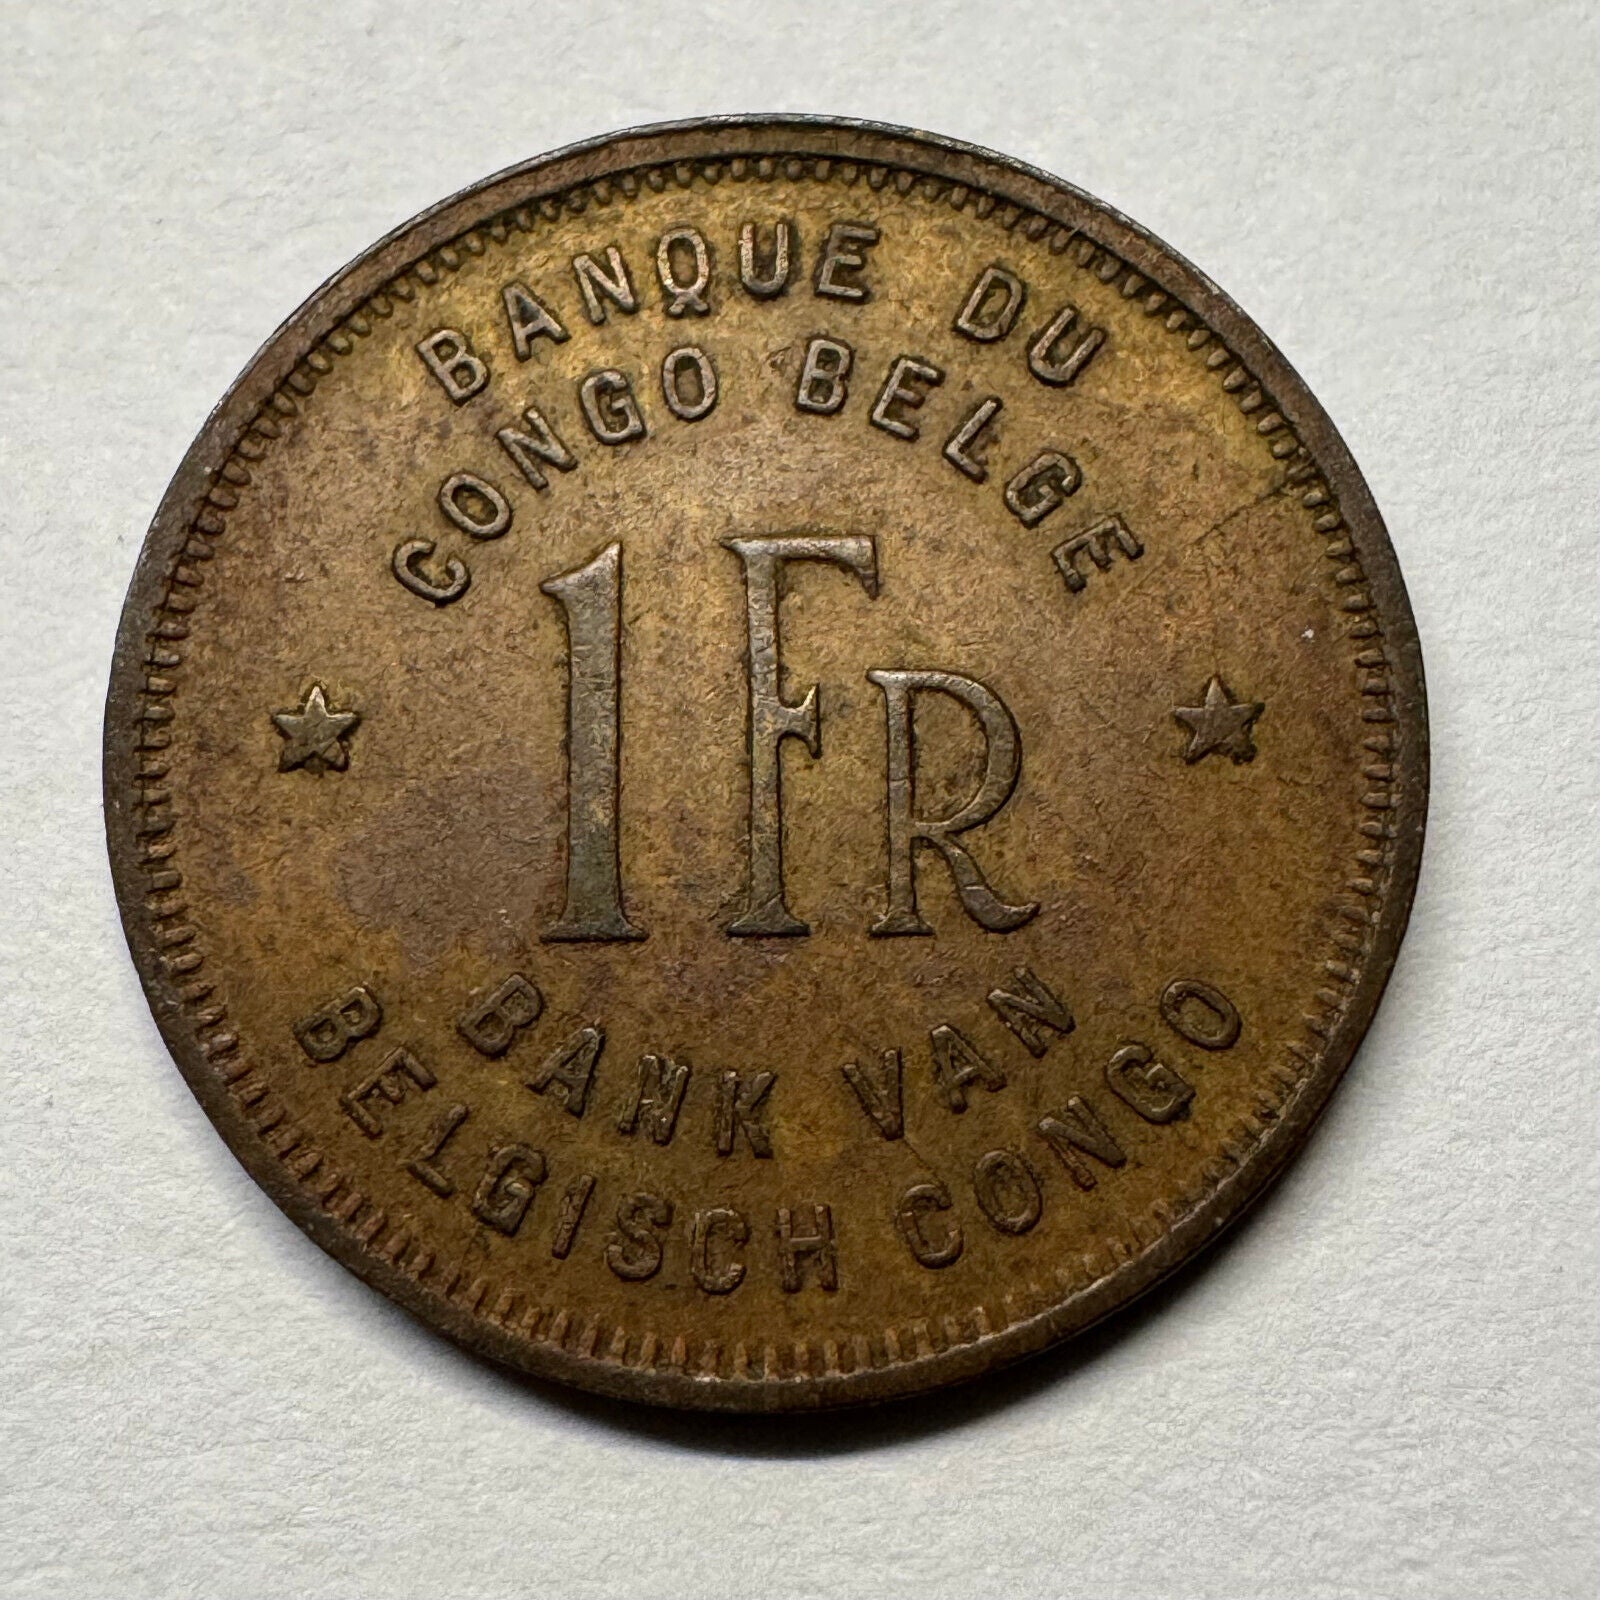 BANQUE DU
CONGO BELGE
1 FR
BANK VAN
BELGISCH CONGO